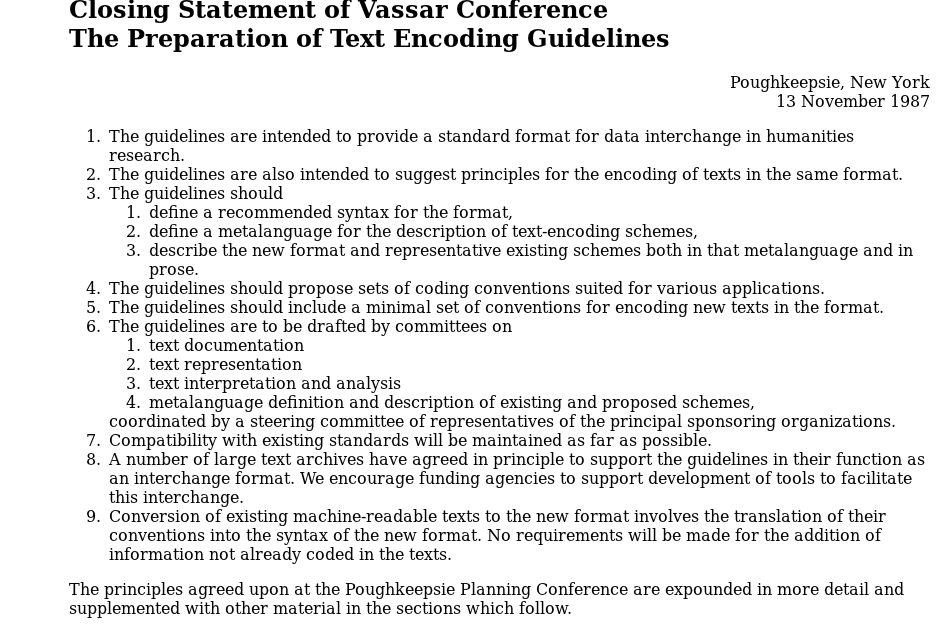 Closing Statement of Vassar Conference
The Preparation of Text Encoding Guidelines
Poughkeepsie, New York
13 November 1987
1. The guidelines are intended to provide a standard format for data interchange in humanities
research.
2. The guidelines are also intended to suggest principles for the encoding of texts in the same format.
3. The guidelines should
1. define a recommended syntax for the format,
2. define a metalanguage for the description of text-encoding schemes,
3. describe the new format and representative existing schemes both in that metalanguage and in
prose.
4. The guidelines should propose sets of coding conventions suited for various applications.
5. The guidelines should include a minimal set of conventions for encoding new texts in the format.
6. The guidelines are to be drafted by committees on
1. text documentation
2. text representation
3. text interpretation and analysis
4. metalanguage definition and description of existing and proposed schemes,
coordinated by a steering committee of representatives of the principal sponsoring organizations.
7. Compatibility with existing standards will be maintained as far as possible.
8. A number of large text archives have agreed in principle to support the guidelines in their function as
an interchange format. We encourage funding agencies to support development of tools to facilitate
this interchange.
9. Conversion of existing machine-readable texts to the new format involves the translation of their
conventions into the syntax of the new format. No requirements will be made for the addition of
information not already coded in the texts.
The principles agreed upon at the Poughkeepsie Planning Conference are expounded in more detail and
supplemented with other material in the sections which follow.